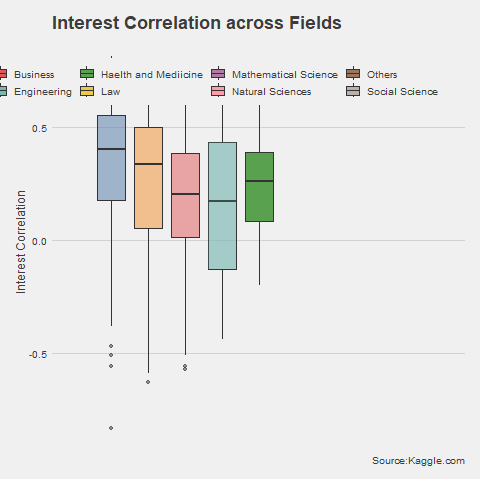 Interest Correlation across Fields
Business Haelth and Mediicine Mathematical Science Others
Engineering Law Natural Sciences Social Science
0.5
0.0
-0.5
Interest Correlation
Source:Kaggle.com